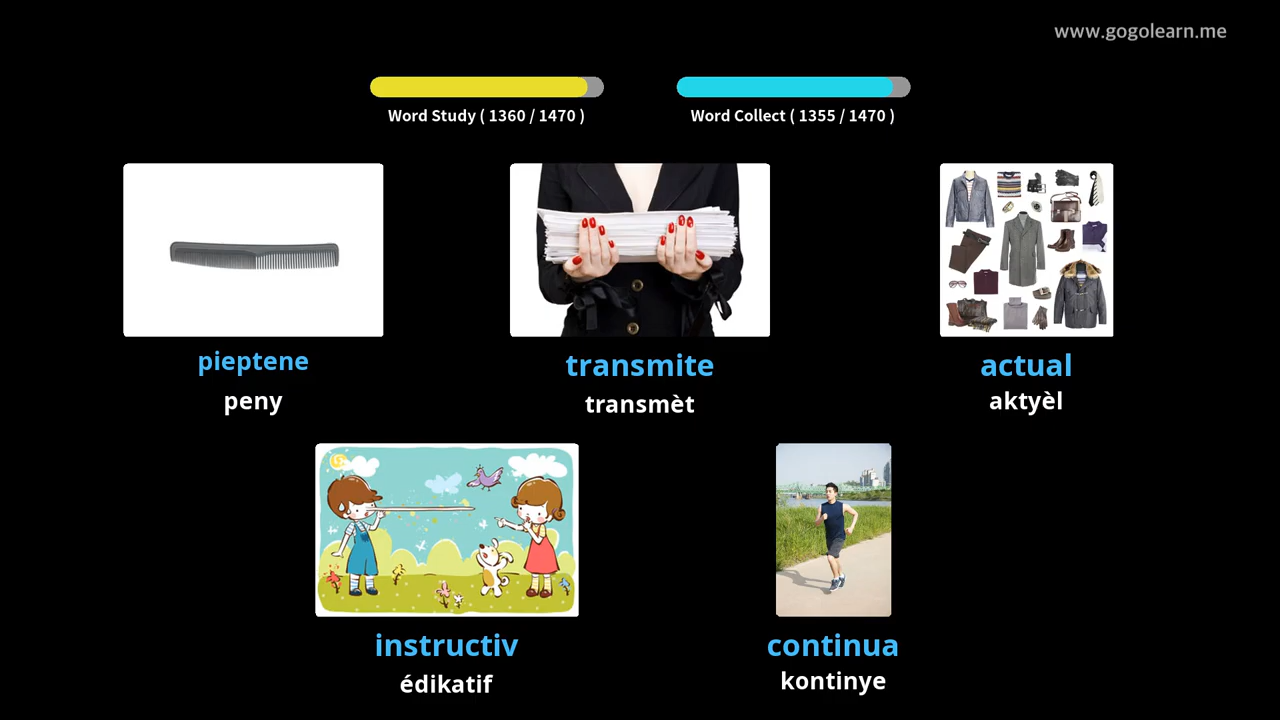 www.gogolearn.me
Word Study ( 1360 / 1470 )
Word Collect ( 1355 / 1470 )
pieptene
peny
transmite
transmèt
actual
aktyèl
instructiv
édikatif
continua
kontinye